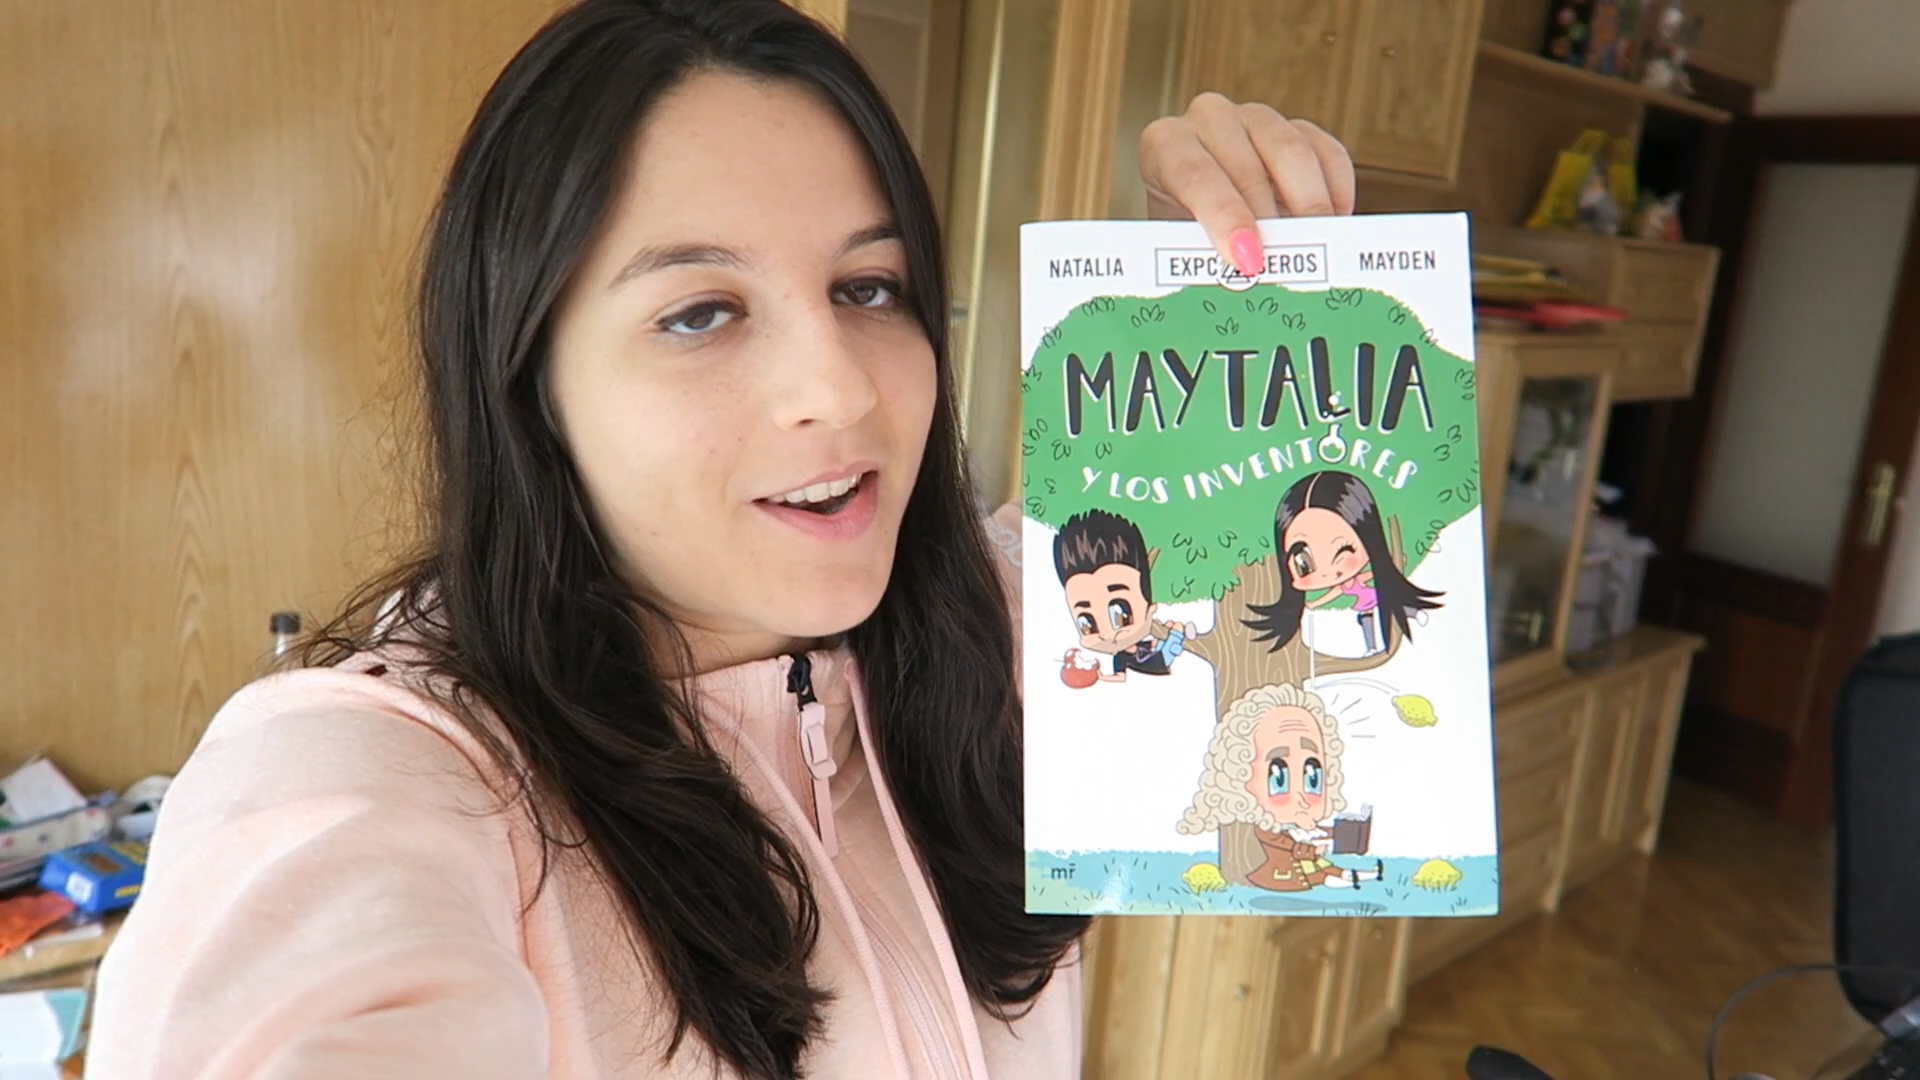 NATALIA
MAYDEN
MAYTALIA
Y LOS INVENTORES
mr